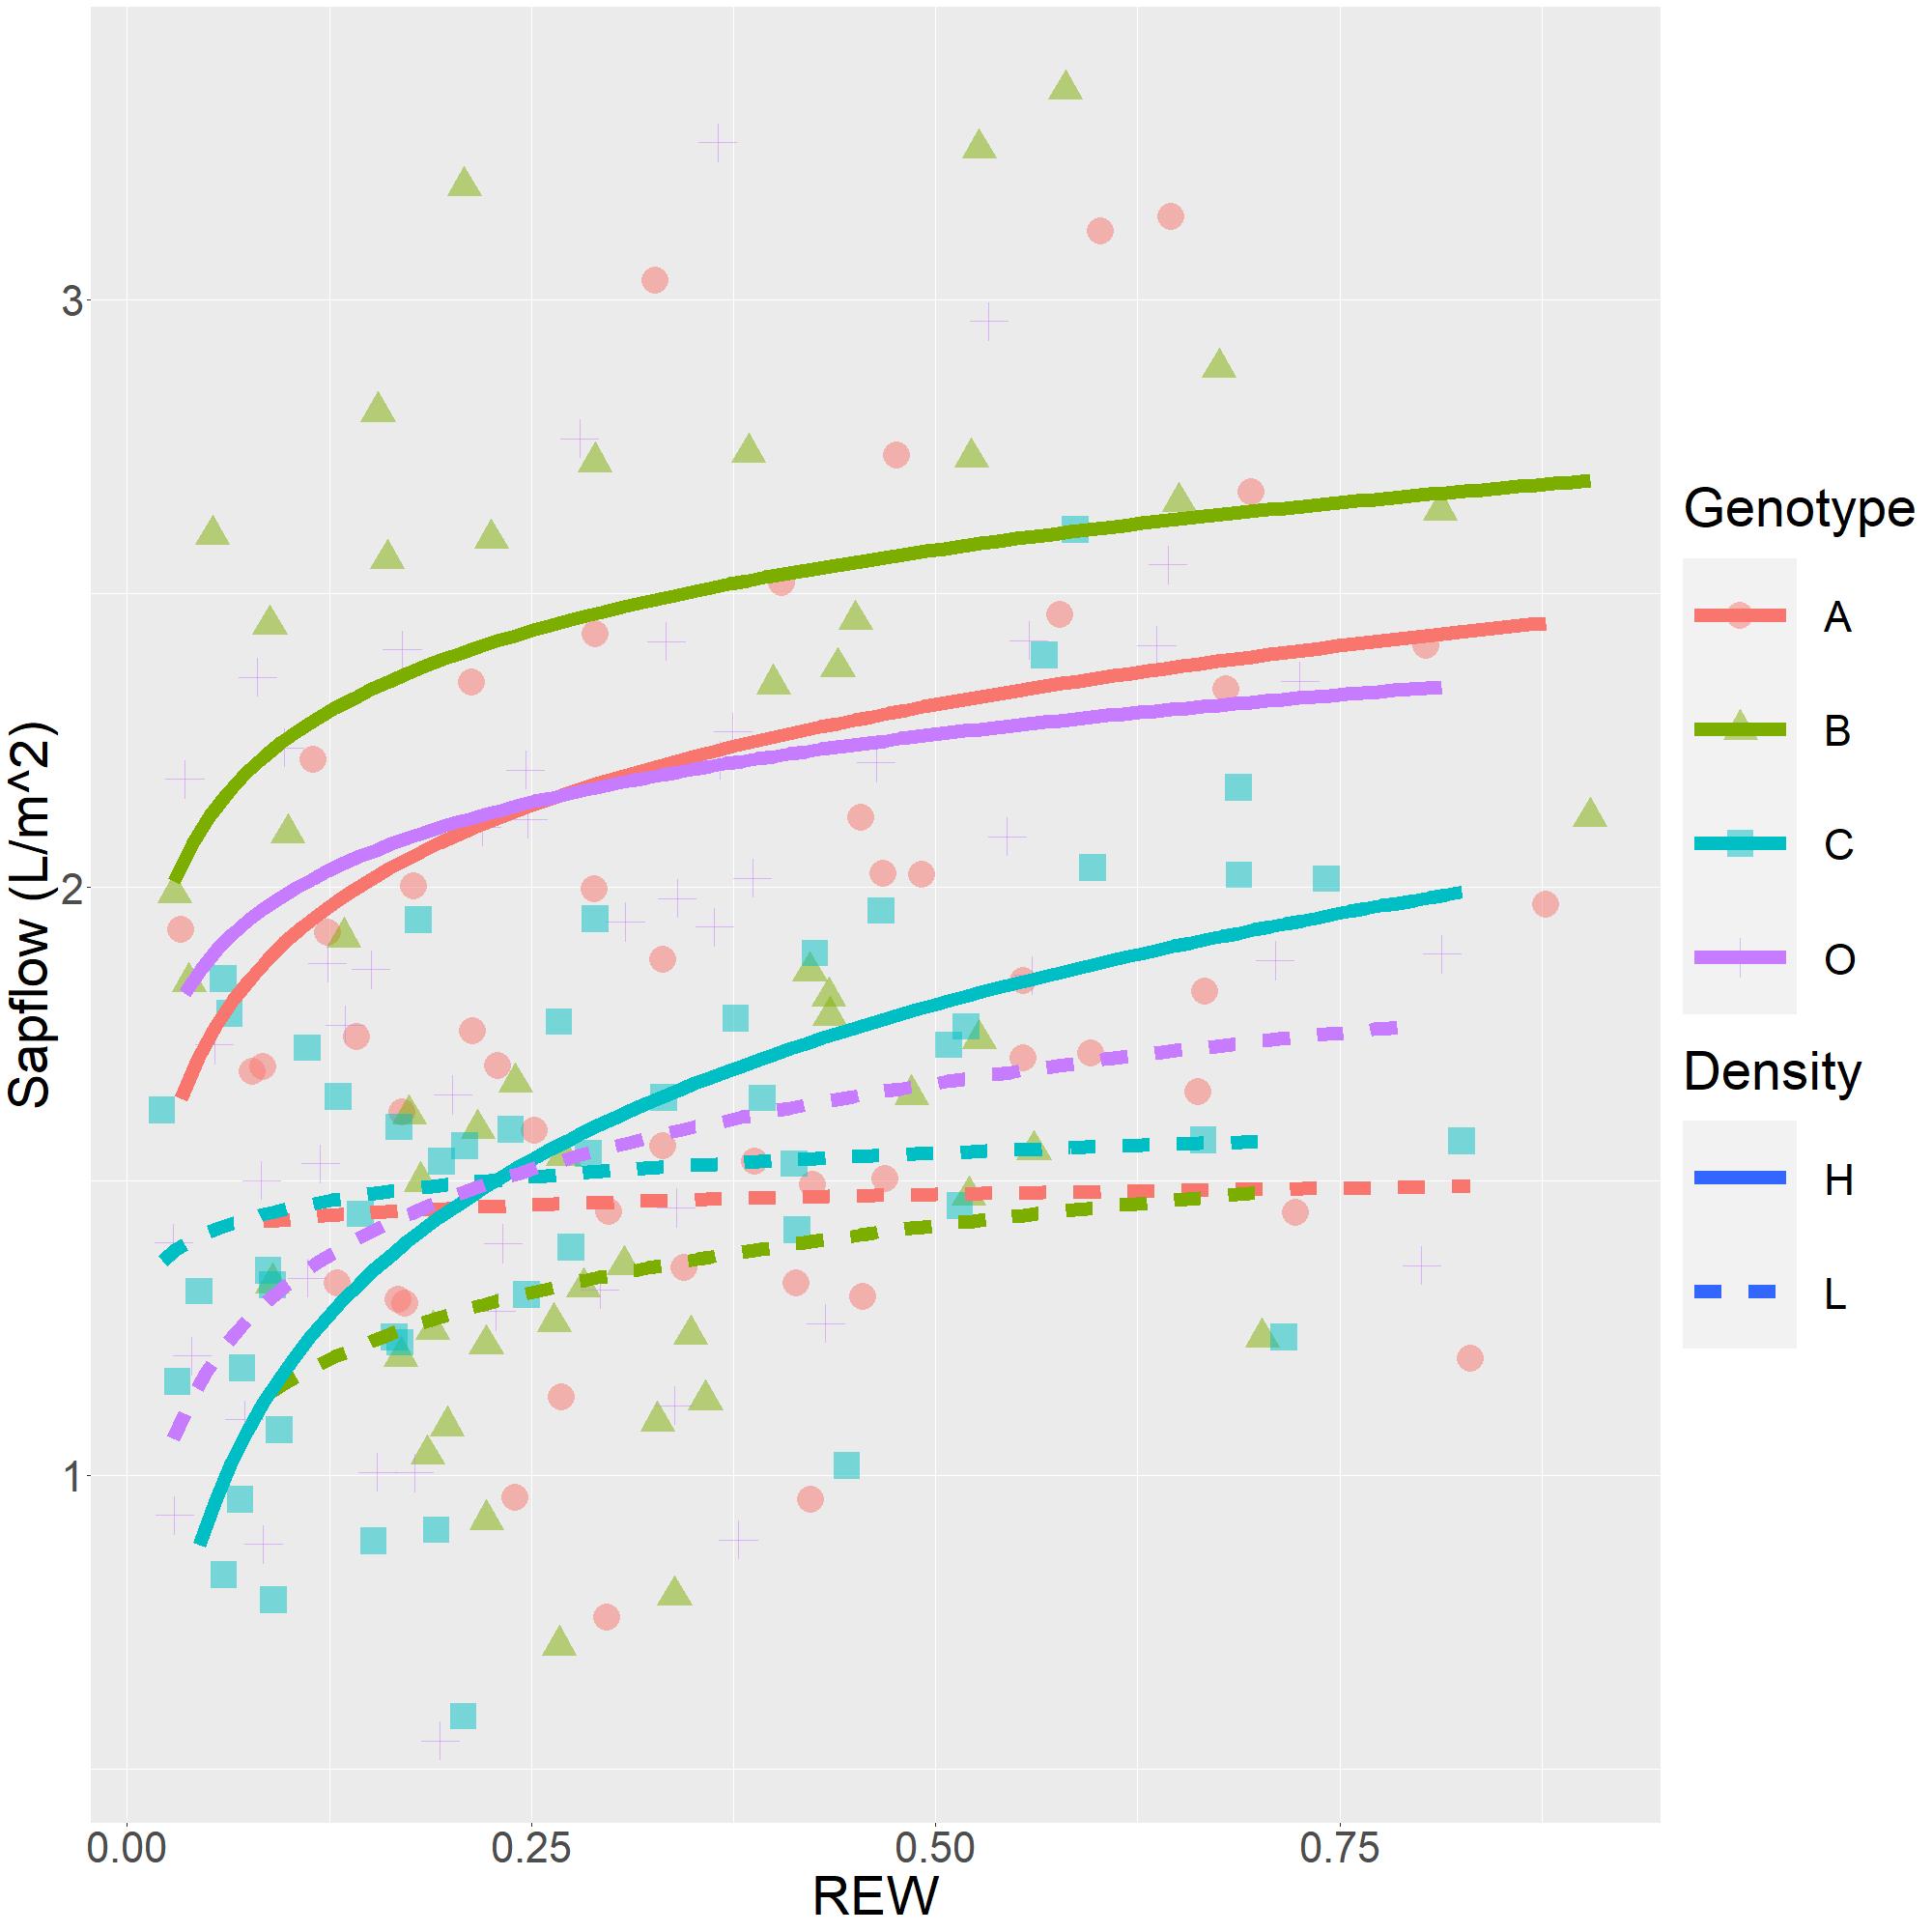 Sapflow (L/m^2)
3
2
1
0.00 0.25 0.50 0.75
REW
Genotype
A
B
C
O
Density
H
L